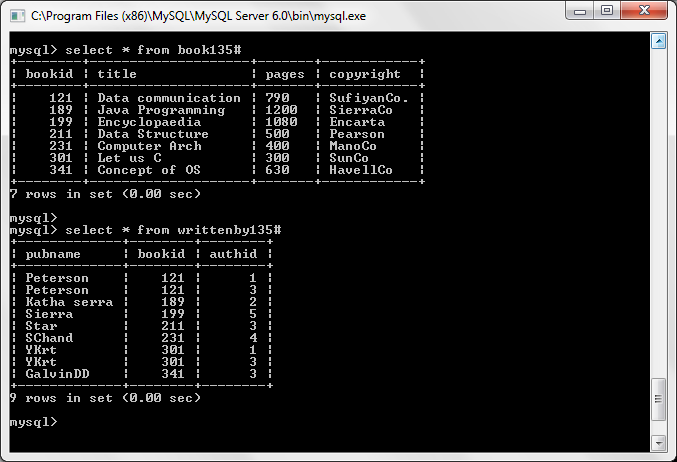 C:\Program Files (x86)\MySQL\MySQL Server 6.0\bin\mysql.exe
mysql> select * from book135#
+--------+--------------------+-------+------------+
| bookid | title              | pages | copyright  |
+--------+--------------------+-------+------------+
|    121 | Data communication | 790   | SufiyanCo. |
|    189 | Java Programming   | 1200  | SierraCo   |
|    199 | Encyclopaedia      | 1080  | Encarta    |
|    211 | Data Structure     | 500   | Pearson    |
|    231 | Computer Arch      | 400   | ManoCo     |
|    301 | Let us C           | 300   | SunCo      |
|    341 | Concept of OS      | 630   | HavellCo   |
+--------+--------------------+-------+------------+
7 rows in set (0.00 sec)
mysql>
mysql> select * from writtenby135#
+-------------+--------+--------+
| pubname     | bookid | authid |
+-------------+--------+--------+
| Peterson    |    121 |      1 |
| Peterson    |    121 |      3 |
| Katha serra |    189 |      2 |
| Sierra      |    199 |      5 |
| Star        |    211 |      3 |
| SChand      |    231 |      4 |
| YKrt        |    301 |      1 |
| YKrt        |    301 |      3 |
| GalvinDD    |    341 |      3 |
+-------------+--------+--------+
9 rows in set (0.00 sec)
mysql>